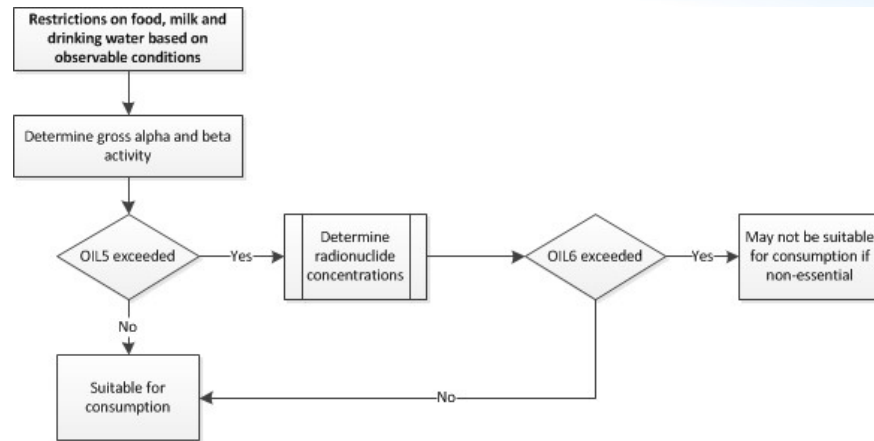 Restrictions on food, milk and
drinking water based on
observable conditions
Determine gross alpha and beta
activity
OIL5 exceeded
Yes
Determine
radionuclide
concentrations
OIL6 exceeded
Yes
May not be suitable
for consumption if
non-essential
No
Suitable for
consumption
No